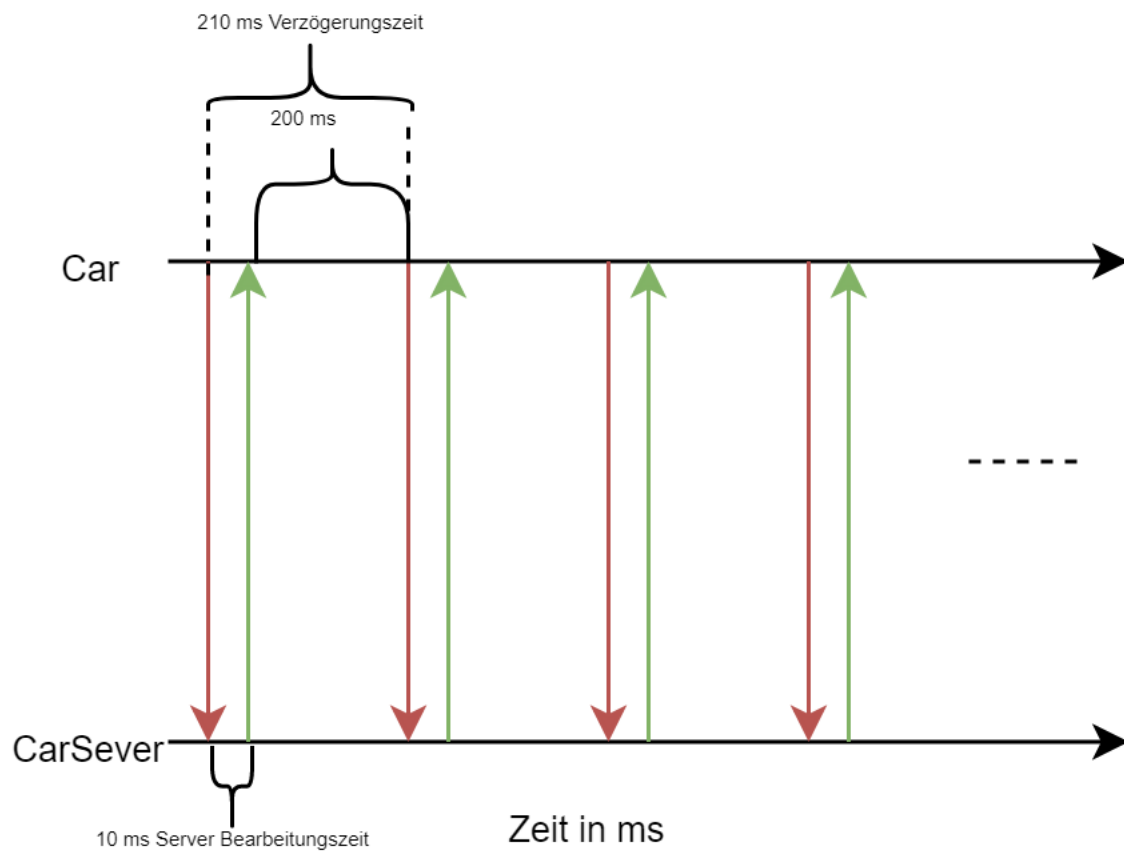 210 ms Verzögerungszeit
200 ms
Car
CarSever
10 ms Server Bearbeitungszeit
Zeit in ms